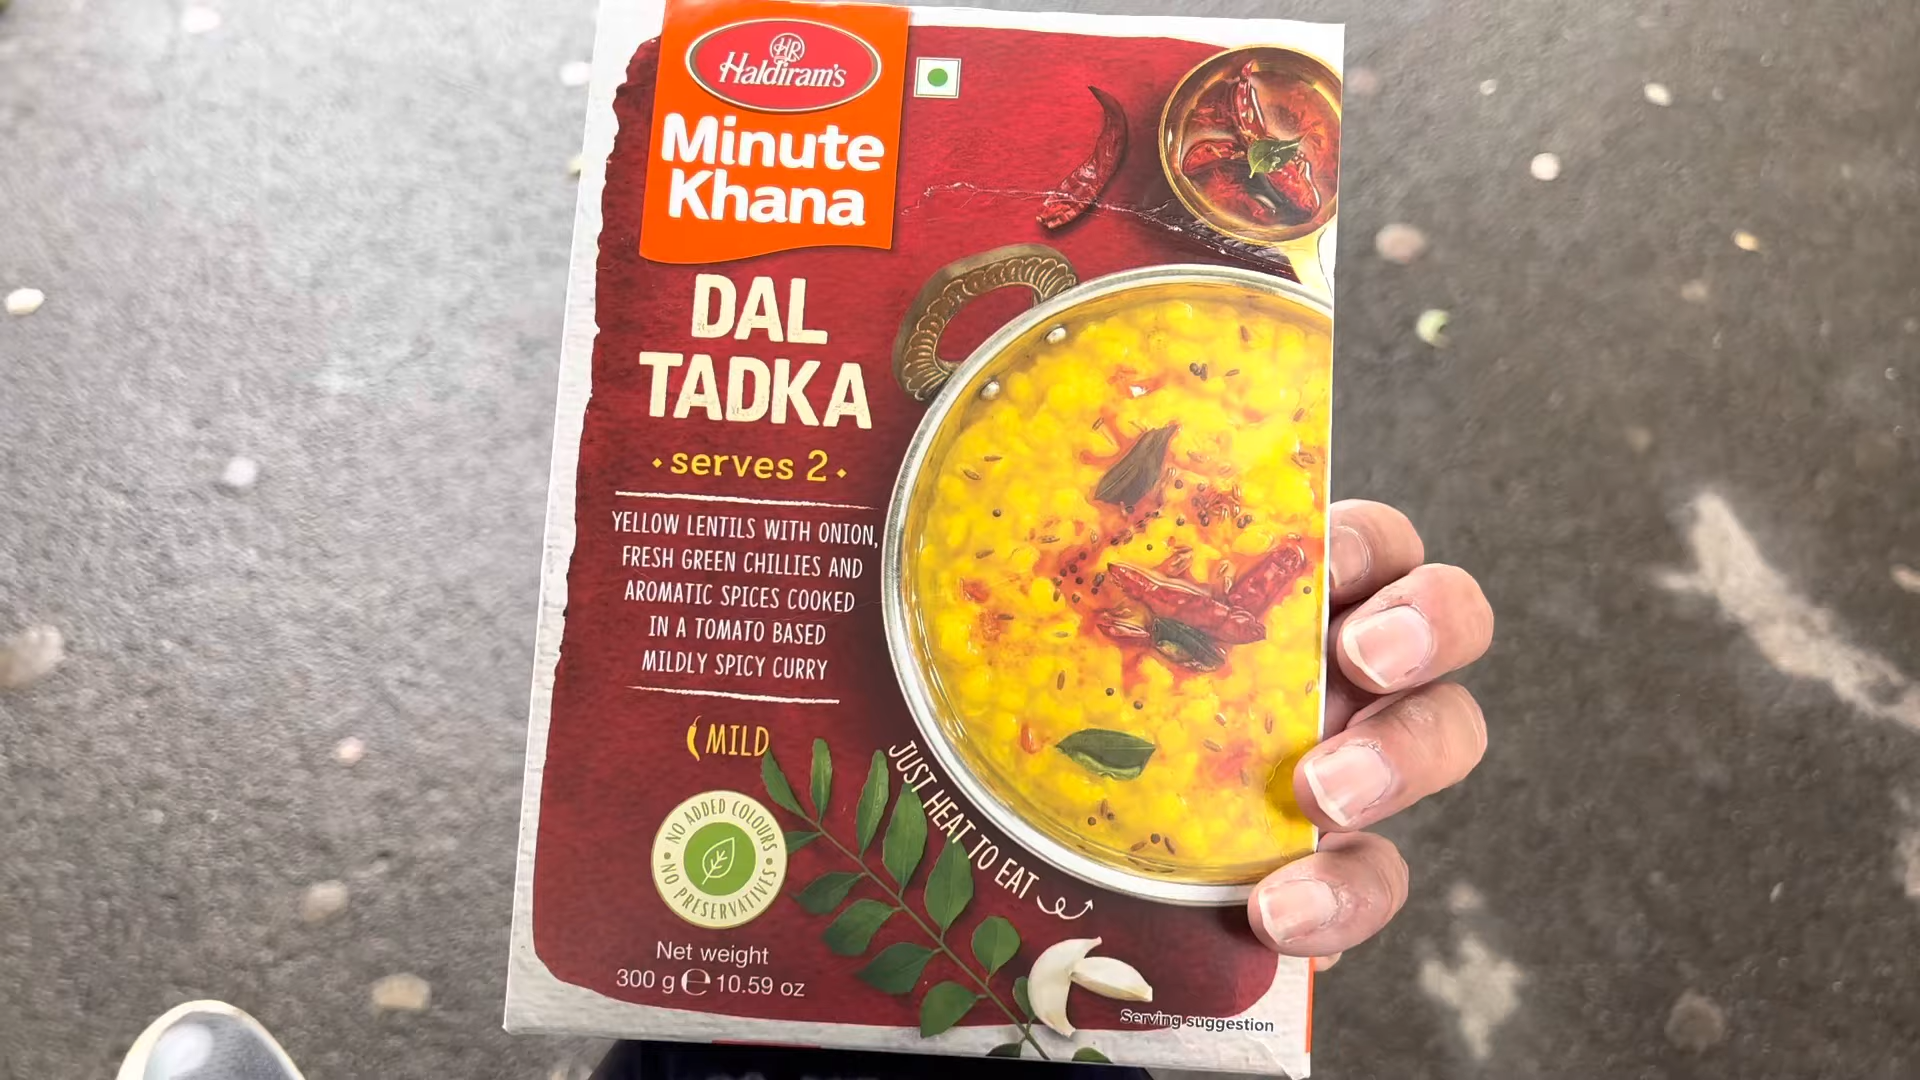 HR
Haldiram's
Minute
Khana
DAL
TADKA
serves 2
YELLOW LENTILS WITH ONION,
FRESH GREEN CHILLIES AND
AROMATIC SPICES COOKED
IN A TOMATO BASED
MILDLY SPICY CURRY
MILD
JUST HEAT TO EAT
NO ADDED COLOURS
NO PRESERVATIVES
Net weight
300 g ℮ 10.59 oz
Serving suggestion